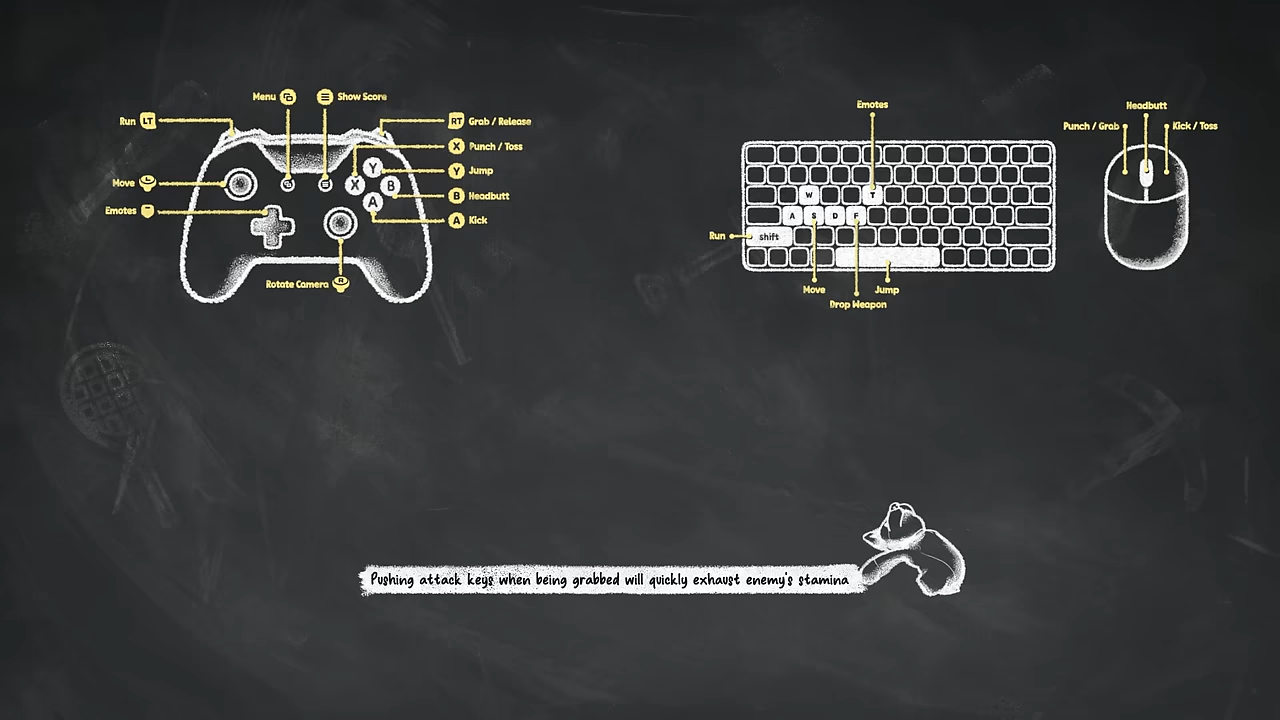 Menu
Show Score
Run LT
RT Grab / Release
X Punch / Toss
Y Jump
B Headbutt
A Kick
Move L
Emotes
Y
X
B
A
Rotate Camera R
Emotes
W
T
A
S
D
F
Run
shift
Move
Jump
Drop Weapon
Headbutt
Punch / Grab
Kick / Toss
Pushing attack keys when being grabbed will quickly exhaust enemy's stamina